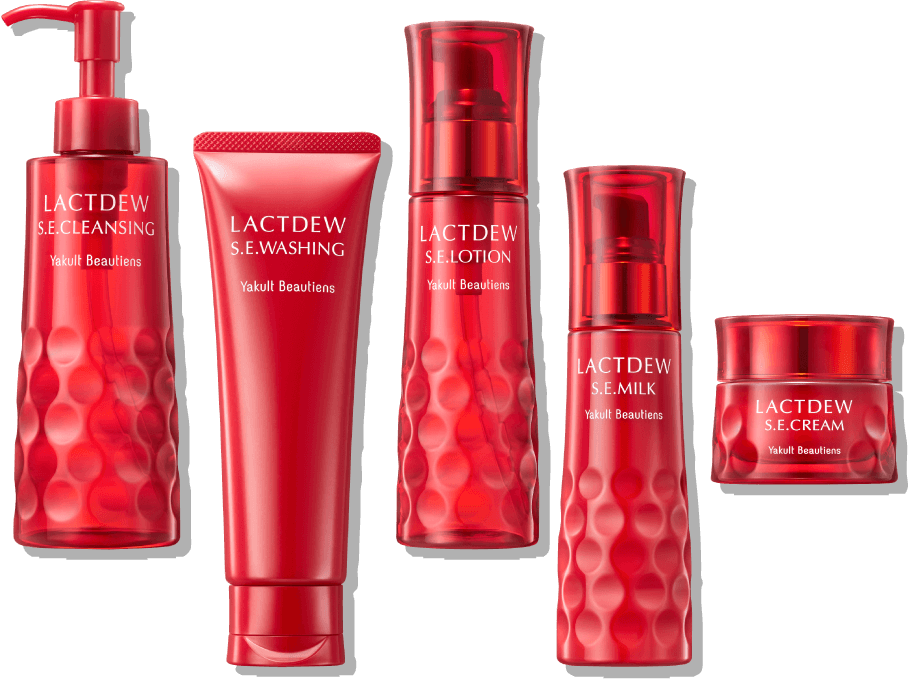 LACTDEW
S.E.CLEANSING
Yakult Beautiens
LACTDEW
S.E.WASHING
Yakult Beautiens
LACTDEW
S.E.LOTION
Yakult Beautiens
LACTDEW
S.E.MILK
Yakult Beautiens
LACTDEW
S.E.CREAM
Yakult Beautiens